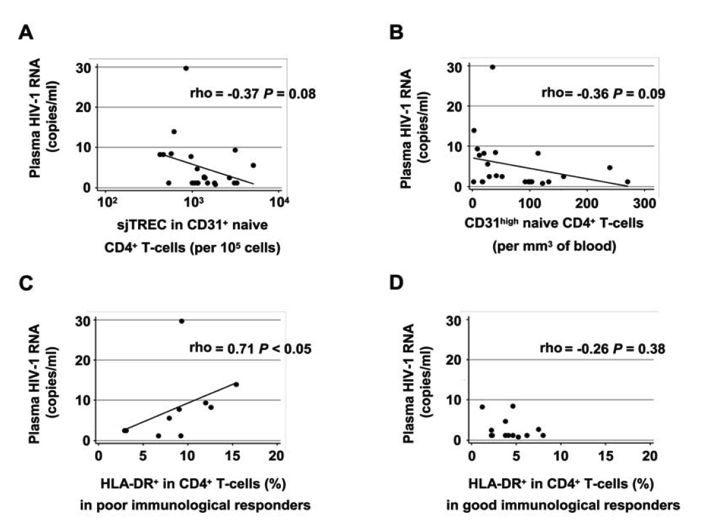 A
Plasma HIV-1 RNA
(copies/ml)
30
20
10
0
rho = -0.37 P = 0.08
10² 10³ 10⁴
sjTREC in CD31⁺ naive
CD4⁺ T-cells (per 10⁵ cells)
B
Plasma HIV-1 RNA
(copies/ml)
30
20
10
0
rho = -0.36 P = 0.09
0 100 200 300
CD31ʰⁱᵍʰ naive CD4⁺ T-cells
(per mm³ of blood)
C
Plasma HIV-1 RNA
(copies/ml)
30
20
10
0
rho = 0.71 P < 0.05
0 5 10 15 20
HLA-DR⁺ in CD4⁺ T-cells (%)
in poor immunological responders
D
Plasma HIV-1 RNA
(copies/ml)
30
20
10
0
rho = -0.26 P = 0.38
0 5 10 15 20
HLA-DR⁺ in CD4⁺ T-cells (%)
in good immunological responders